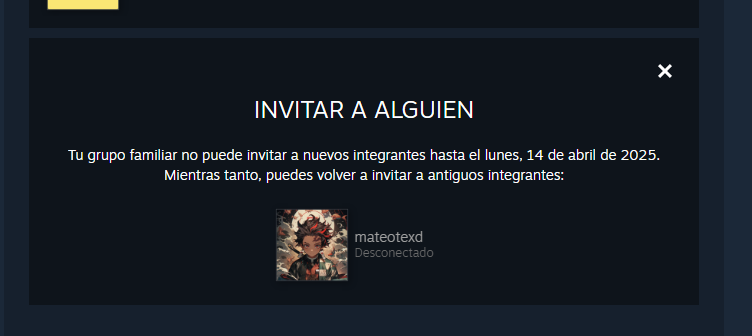 INVITAR A ALGUIEN
Tu grupo familiar no puede invitar a nuevos integrantes hasta el lunes, 14 de abril de 2025.
Mientras tanto, puedes volver a invitar a antiguos integrantes:
mateotexd
Desconectado